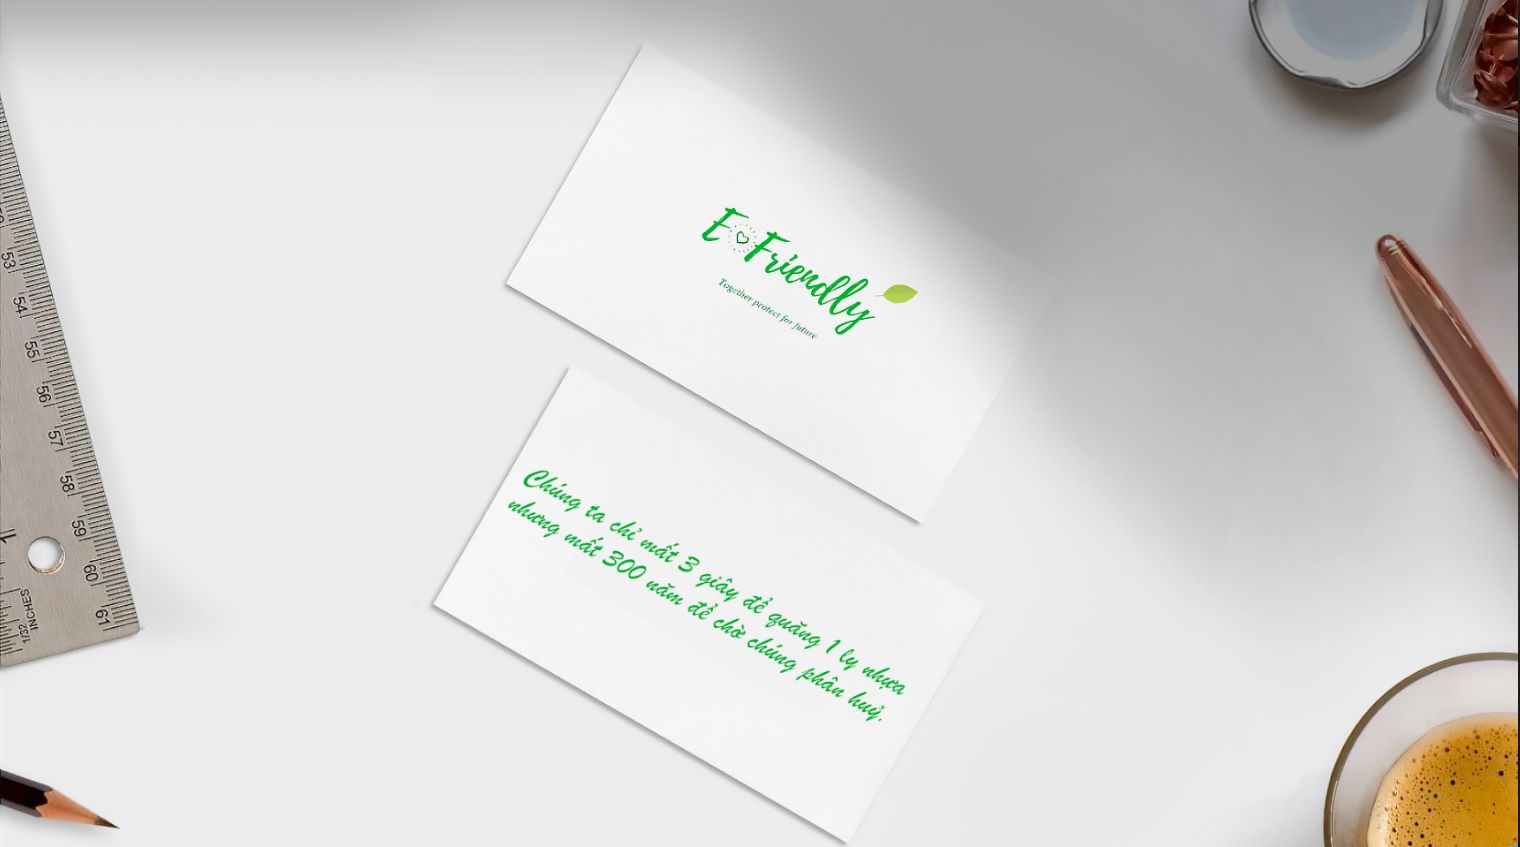 E Friendly
Together protect for future
Chúng ta chỉ mất 3 giây để quăng 1 ly nhựa
nhưng mất 300 năm để chờ chúng phân huỷ.
53
54
55
56
57
58
59
60
61
1/32
INCHES